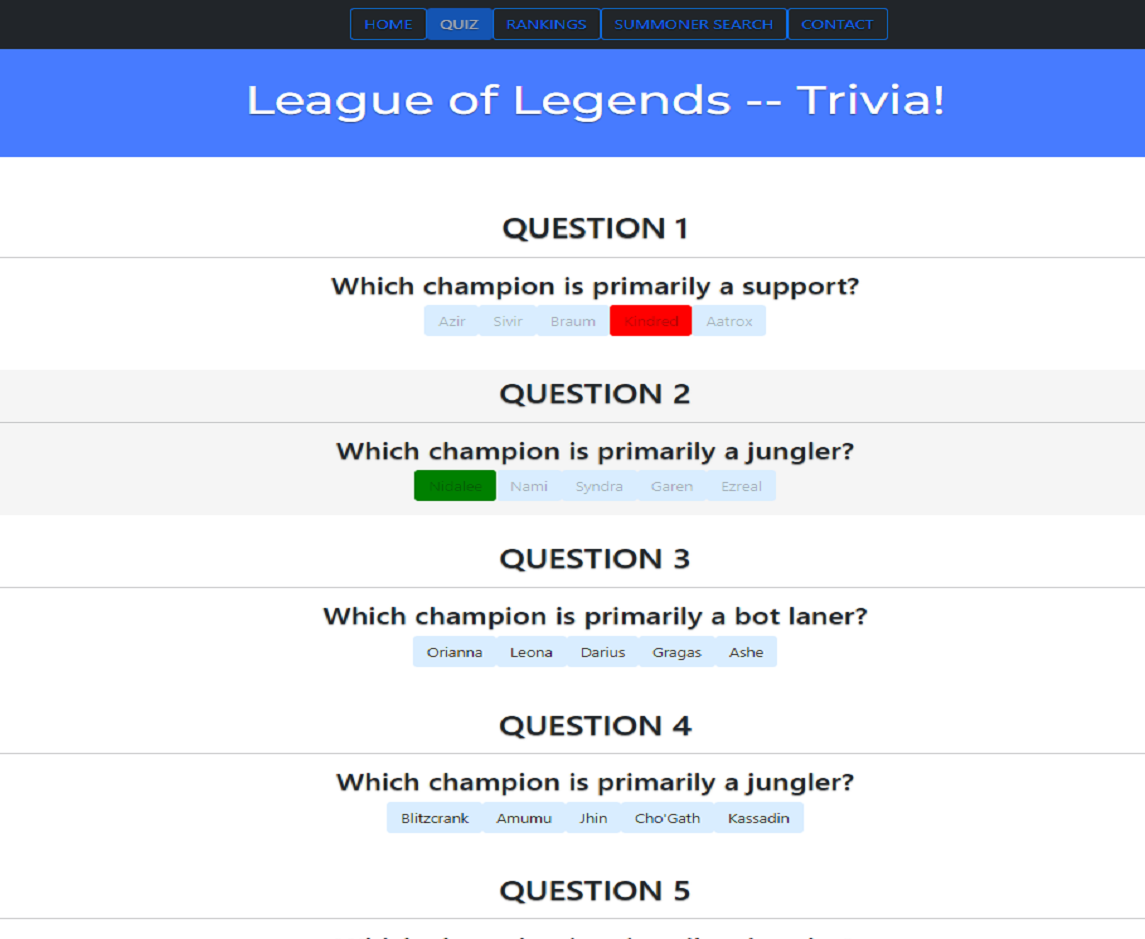 HOME QUIZ RANKINGS SUMMONER SEARCH CONTACT
League of Legends -- Trivia!
QUESTION 1
Which champion is primarily a support?
Azir Sivir Braum Kindred Aatrox
QUESTION 2
Which champion is primarily a jungler?
Nidalee Nami Syndra Garen Ezreal
QUESTION 3
Which champion is primarily a bot laner?
Orianna Leona Darius Gragas Ashe
QUESTION 4
Which champion is primarily a jungler?
Blitzcrank Amumu Jhin Cho'Gath Kassadin
QUESTION 5